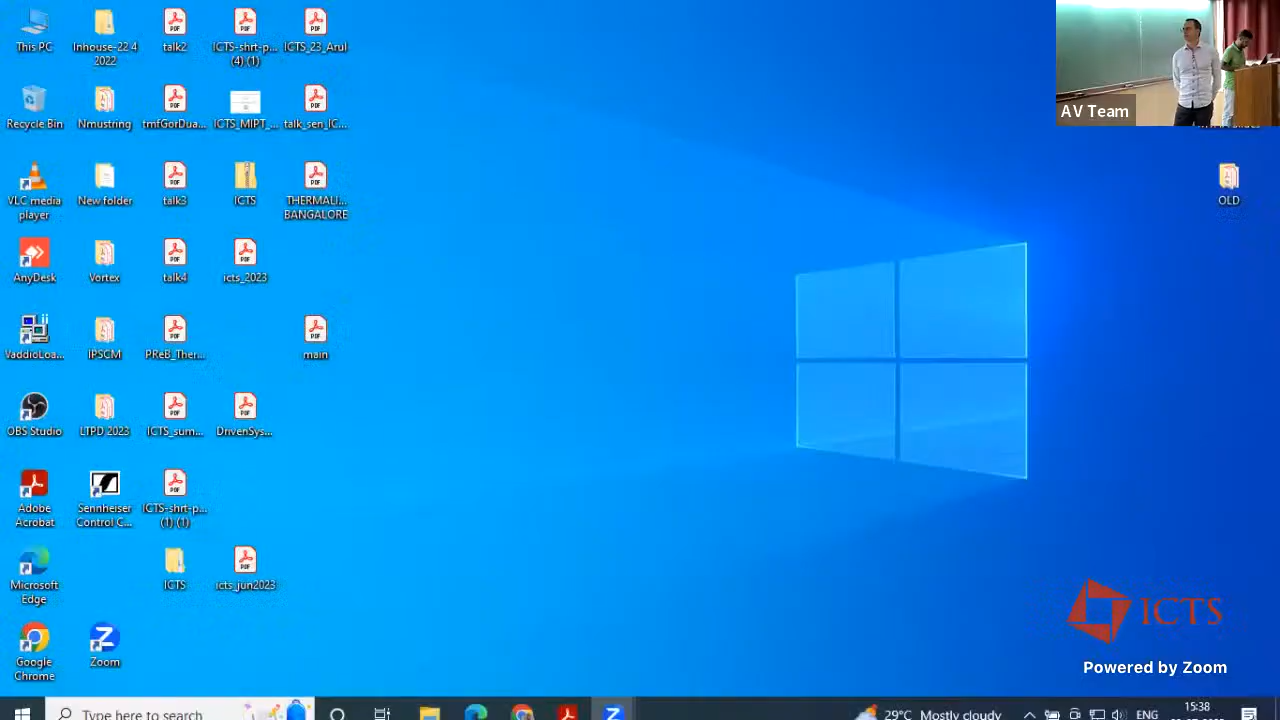 This PC
Inhouse-22 4 2022
talk2
ICTS-shrt-p... (4) (1)
ICTS_23_Arul
AV Team
Recycle Bin
Nmustring
tmfGorDua...
ICTS_MIPT_...
talk_sen_IC...
VLC media player
New folder
talk3
ICTS
THERMALI... BANGALORE
OLD
AnyDesk
Vortex
talk4
icts_2023
VaddioLoa...
IPSCM
PReB_Ther...
main
OBS Studio
LTPD 2023
ICTS_sum...
DrivenSys...
Adobe Acrobat
Sennheiser Control C...
ICTS-shrt-p... (1) (1)
Microsoft Edge
ICTS
icts_jun2023
ICTS
Google Chrome
Zoom
Powered by Zoom
Type here to search
29°C Mostly cloudy
ENG
15:38